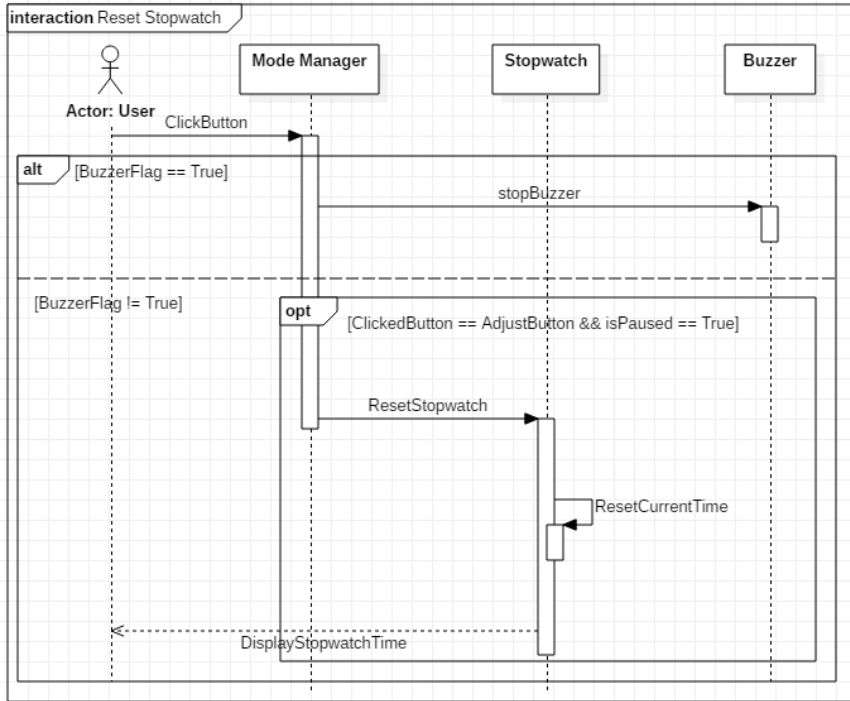 interaction Reset Stopwatch
Mode Manager
Stopwatch
Buzzer
Actor: User
ClickButton
alt
[BuzzerFlag == True]
stopBuzzer
[BuzzerFlag != True]
opt
[ClickedButton == AdjustButton && isPaused == True]
ResetStopwatch
ResetCurrentTime
DisplayStopwatchTime